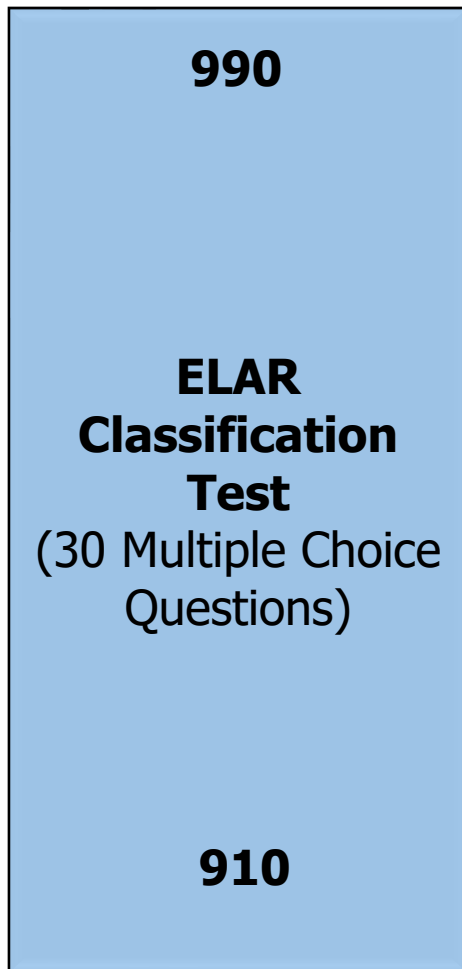 990
ELAR
Classification
Test
(30 Multiple Choice
Questions)
910